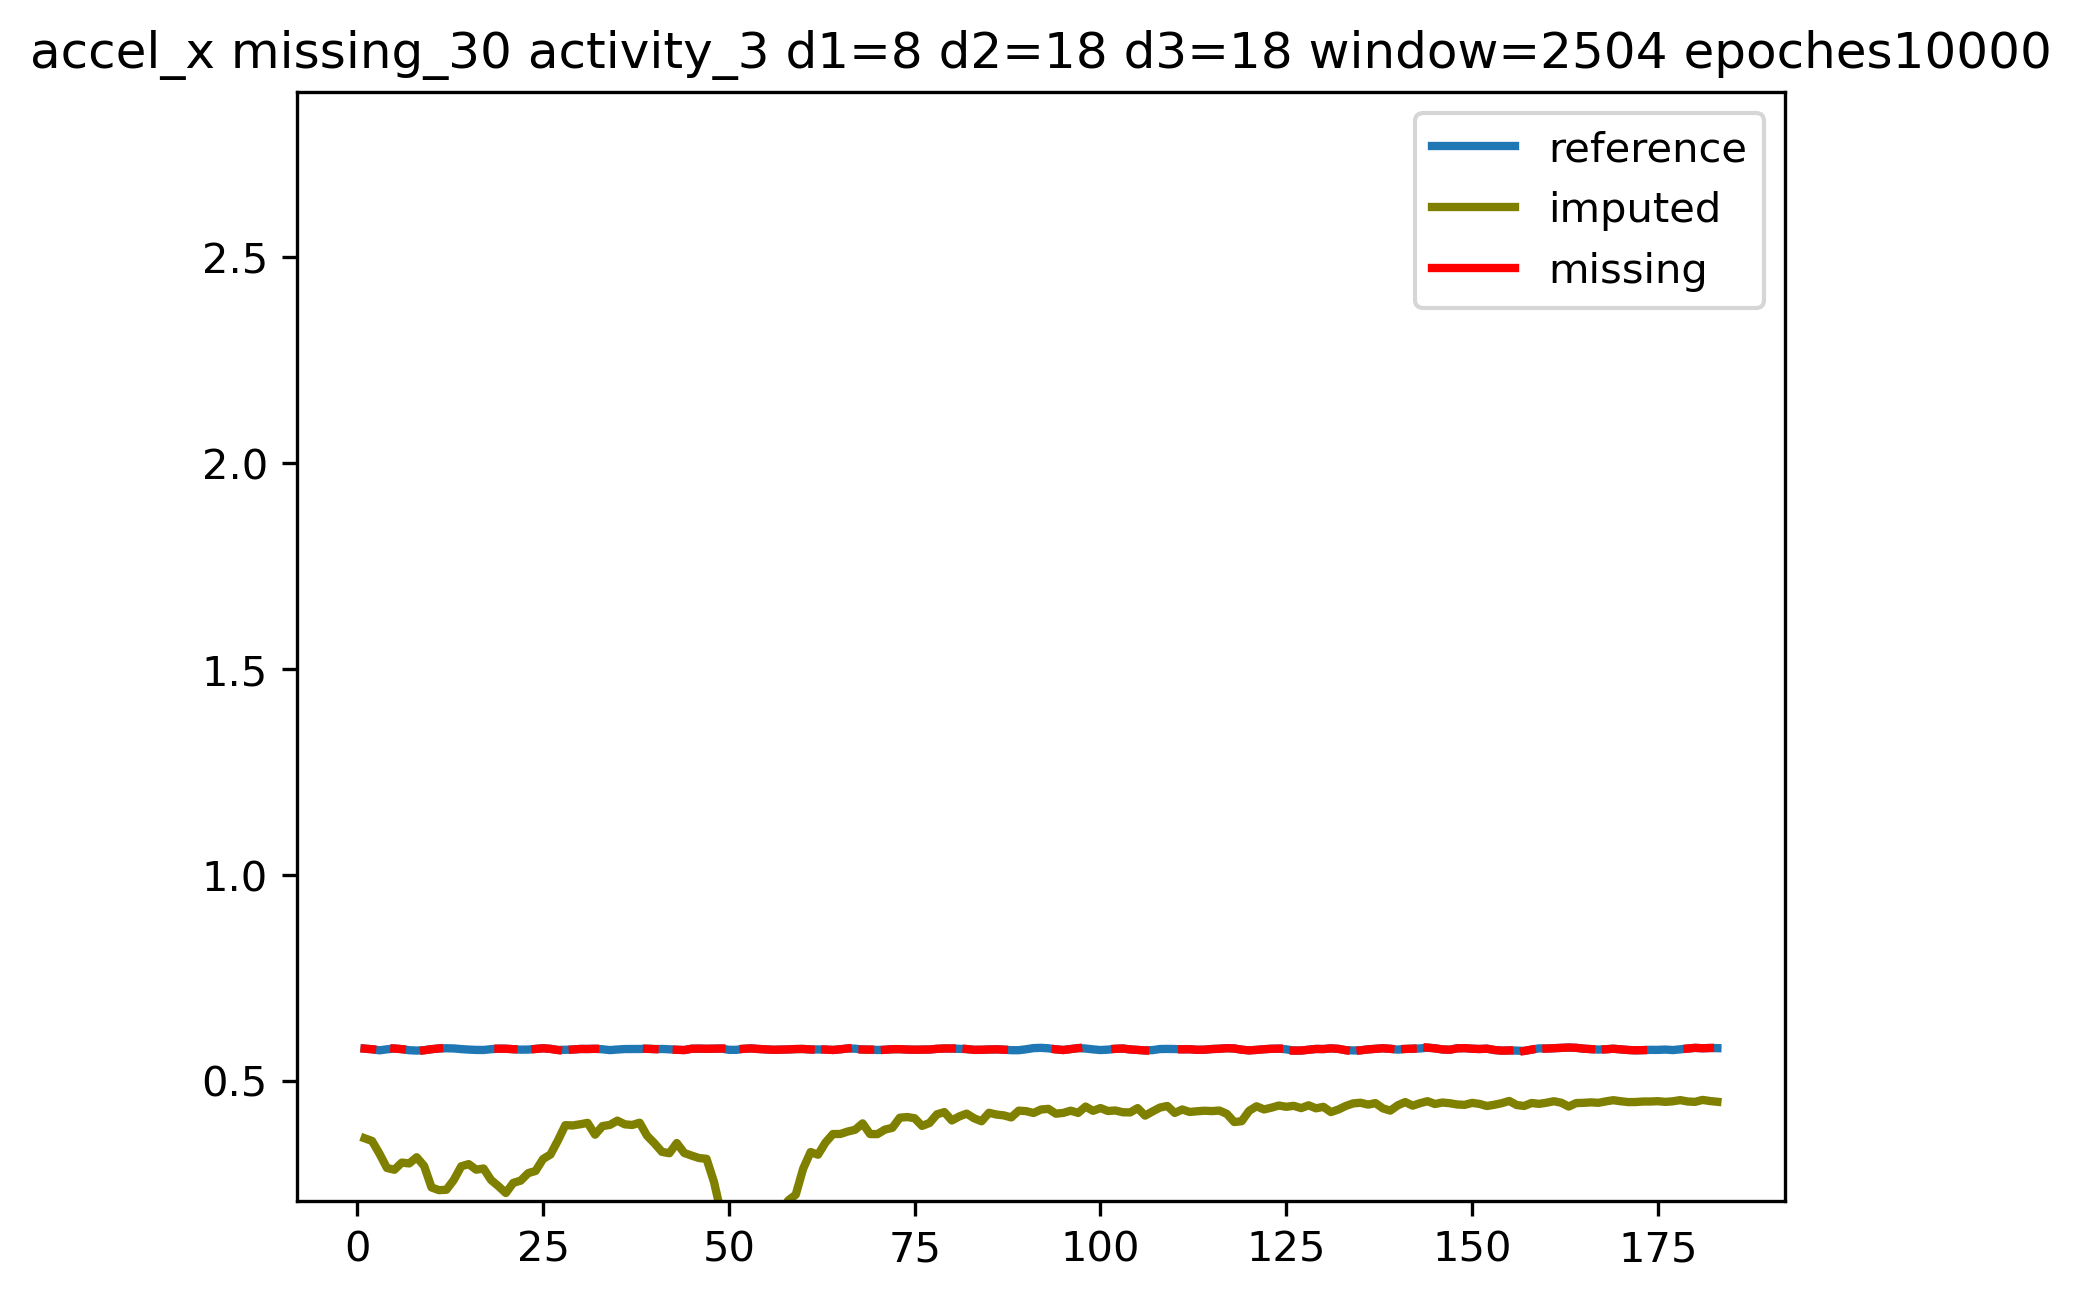 accel_x missing_30 activity_3 d1=8 d2=18 d3=18 window=2504 epoches10000
reference
imputed
missing
2.5
2.0
1.5
1.0
0.5
0 25 50 75 100 125 150 175